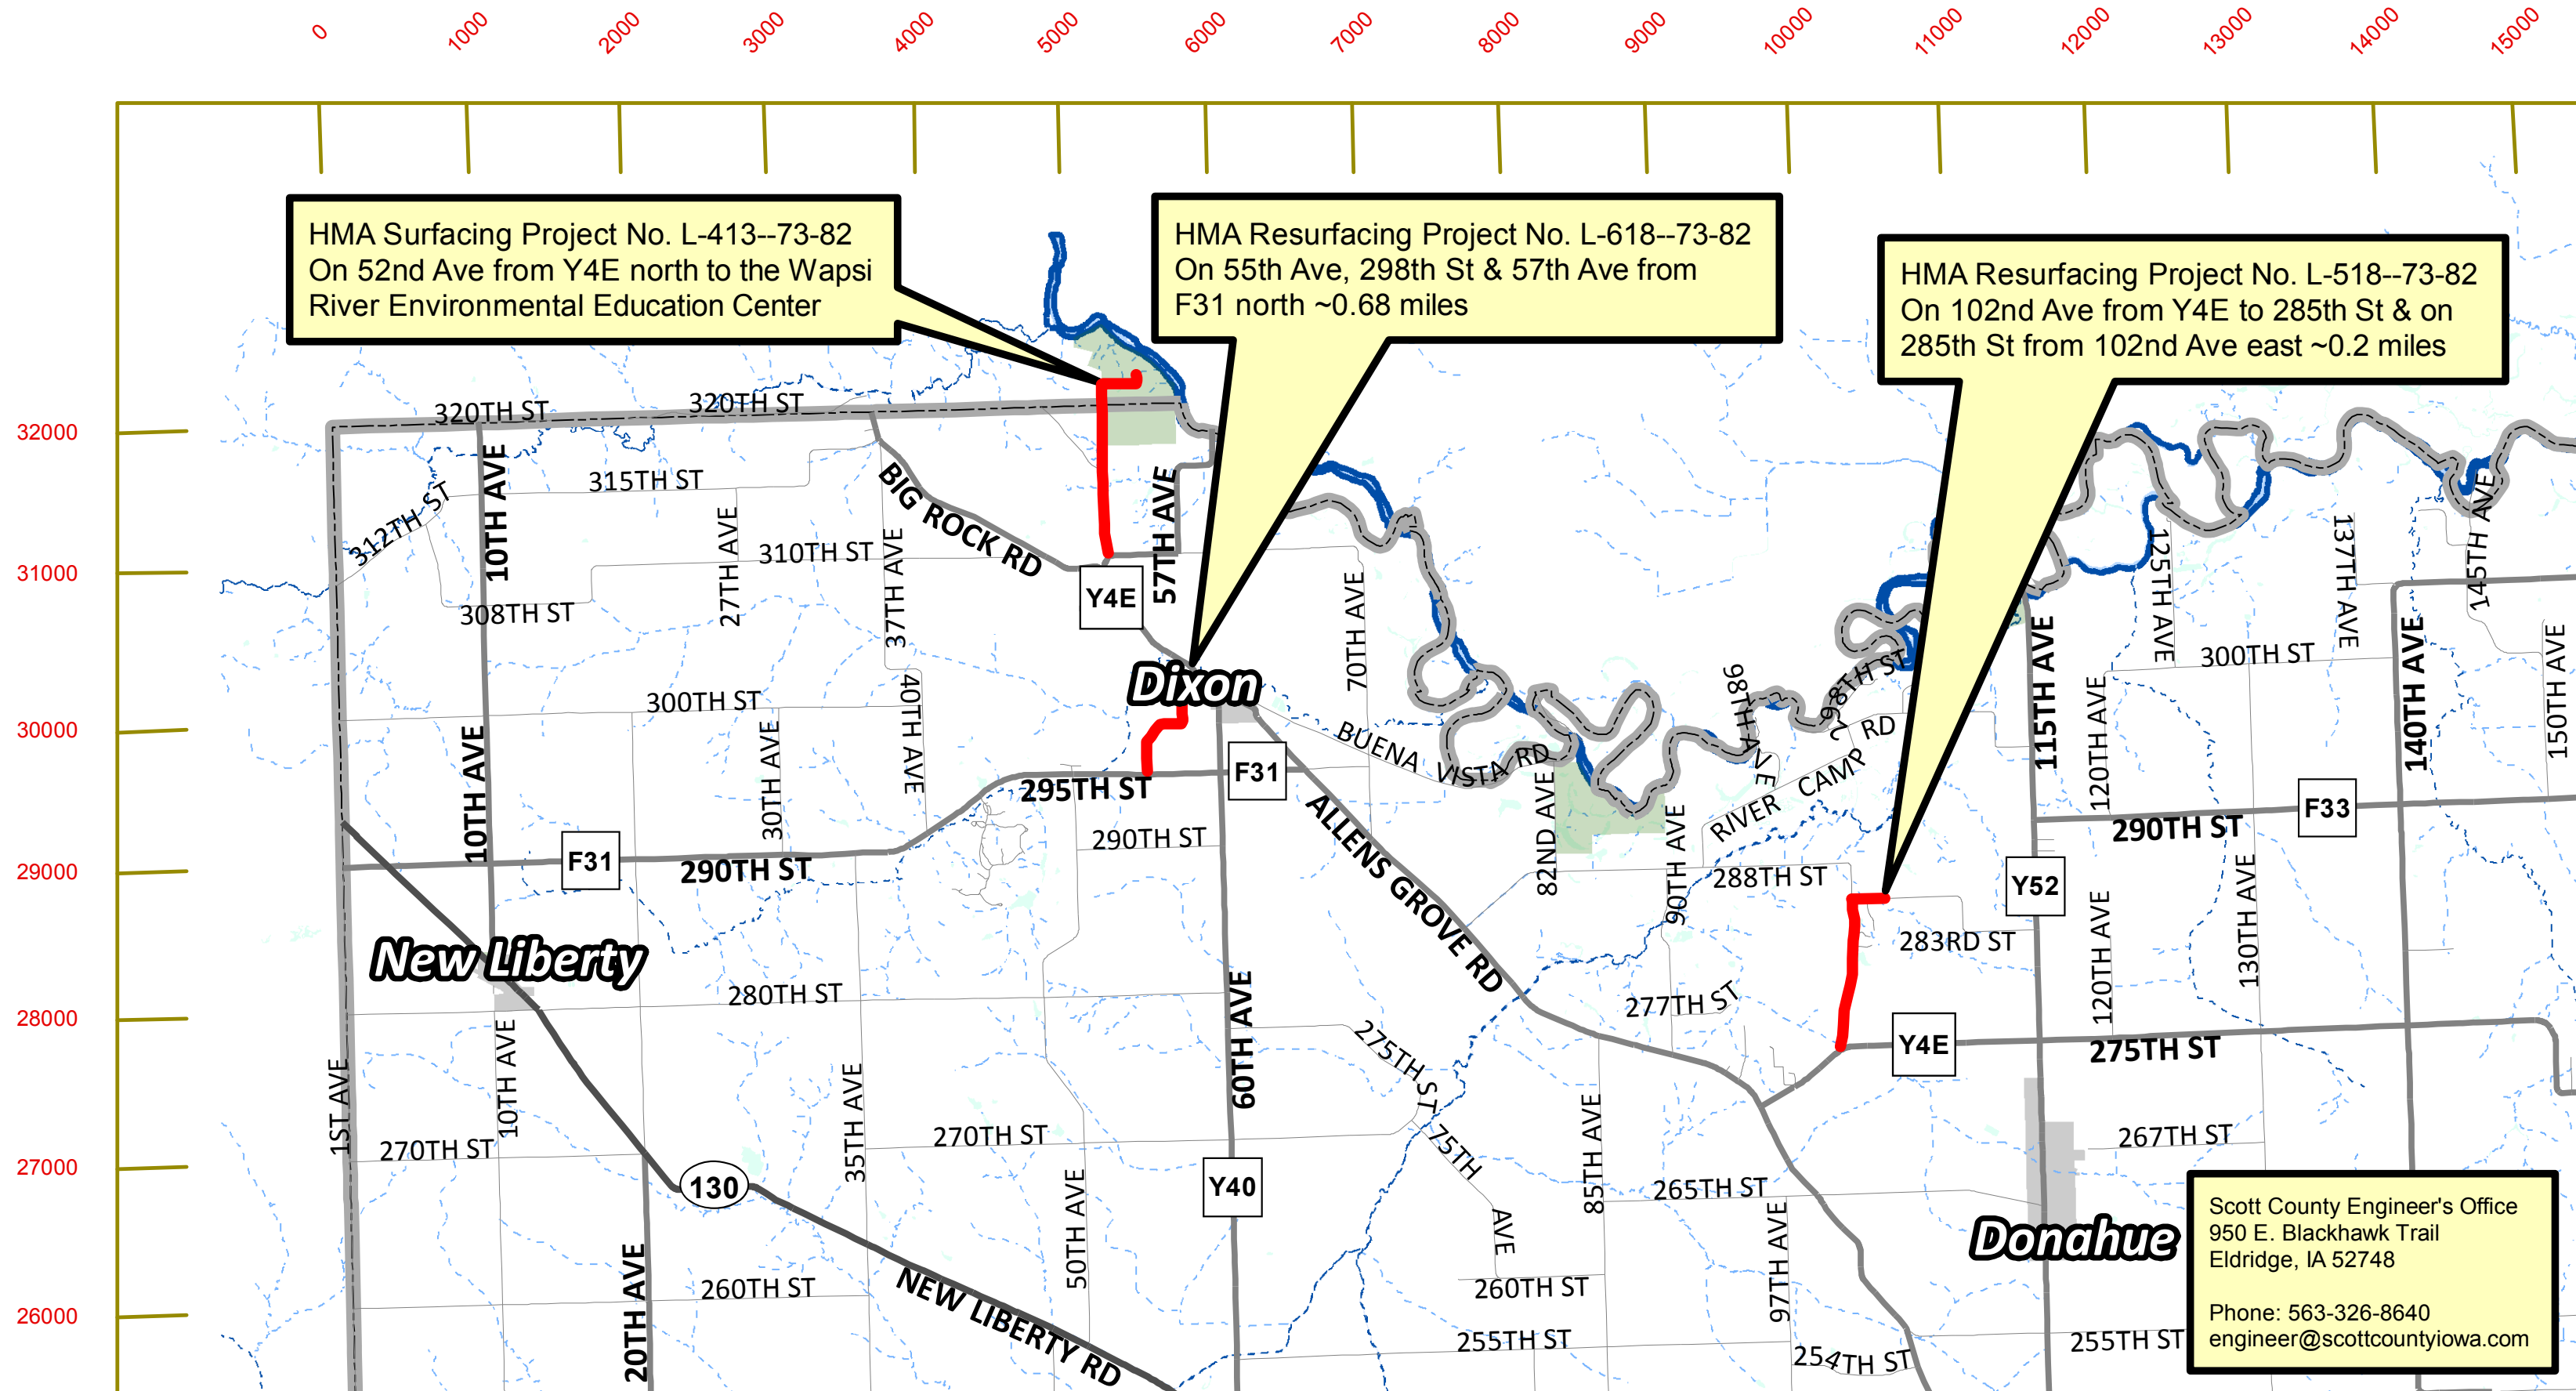 0
1000
2000
3000
4000
5000
6000
7000
8000
9000
10000
11000
12000
13000
14000
15000
HMA Surfacing Project No. L-413--73-82
On 52nd Ave from Y4E north to the Wapsi
River Environmental Education Center
HMA Resurfacing Project No. L-618--73-82
On 55th Ave, 298th St & 57th Ave from
F31 north ~0.68 miles
HMA Resurfacing Project No. L-518--73-82
On 102nd Ave from Y4E to 285th St & on
285th St from 102nd Ave east ~0.2 miles
32000
31000
30000
29000
28000
27000
26000
320TH ST
320TH ST
315TH ST
312TH ST
10TH AVE
BIG ROCK RD
57TH AVE
27TH AVE
310TH ST
37TH AVE
308TH ST
Y4E
70TH AVE
145TH AVE
125TH AVE
137TH AVE
Dixon
300TH ST
40TH AVE
30TH AVE
10TH AVE
98TH AVE
298TH ST
115TH AVE
300TH ST
120TH AVE
140TH AVE
150TH AVE
BUENA VISTA RD
RIVER CAMP RD
F31
295TH ST
290TH ST
82ND AVE
90TH AVE
F33
290TH ST
F31
290TH ST
ALLENS GROVE RD
288TH ST
Y52
120TH AVE
130TH AVE
283RD ST
New Liberty
280TH ST
60TH AVE
277TH ST
Y4E
275TH ST
275TH ST
1ST AVE
10TH AVE
35TH AVE
270TH ST
270TH ST
75TH AVE
85TH AVE
267TH ST
130
50TH AVE
Y40
265TH ST
97TH AVE
Donahue
20TH AVE
260TH ST
NEW LIBERTY RD
260TH ST
255TH ST
254TH ST
255TH ST
Scott County Engineer's Office
950 E. Blackhawk Trail
Eldridge, IA 52748
Phone: 563-326-8640
engineer@scottcountyiowa.com